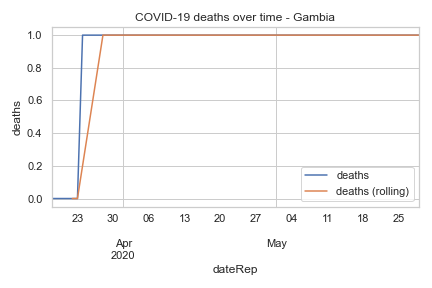 COVID-19 deaths over time - Gambia
deaths
1.0
0.8
0.6
0.4
0.2
0.0
deaths
deaths (rolling)
23 30 06 13 20 27 04 11 18 25
Apr May
2020
dateRep